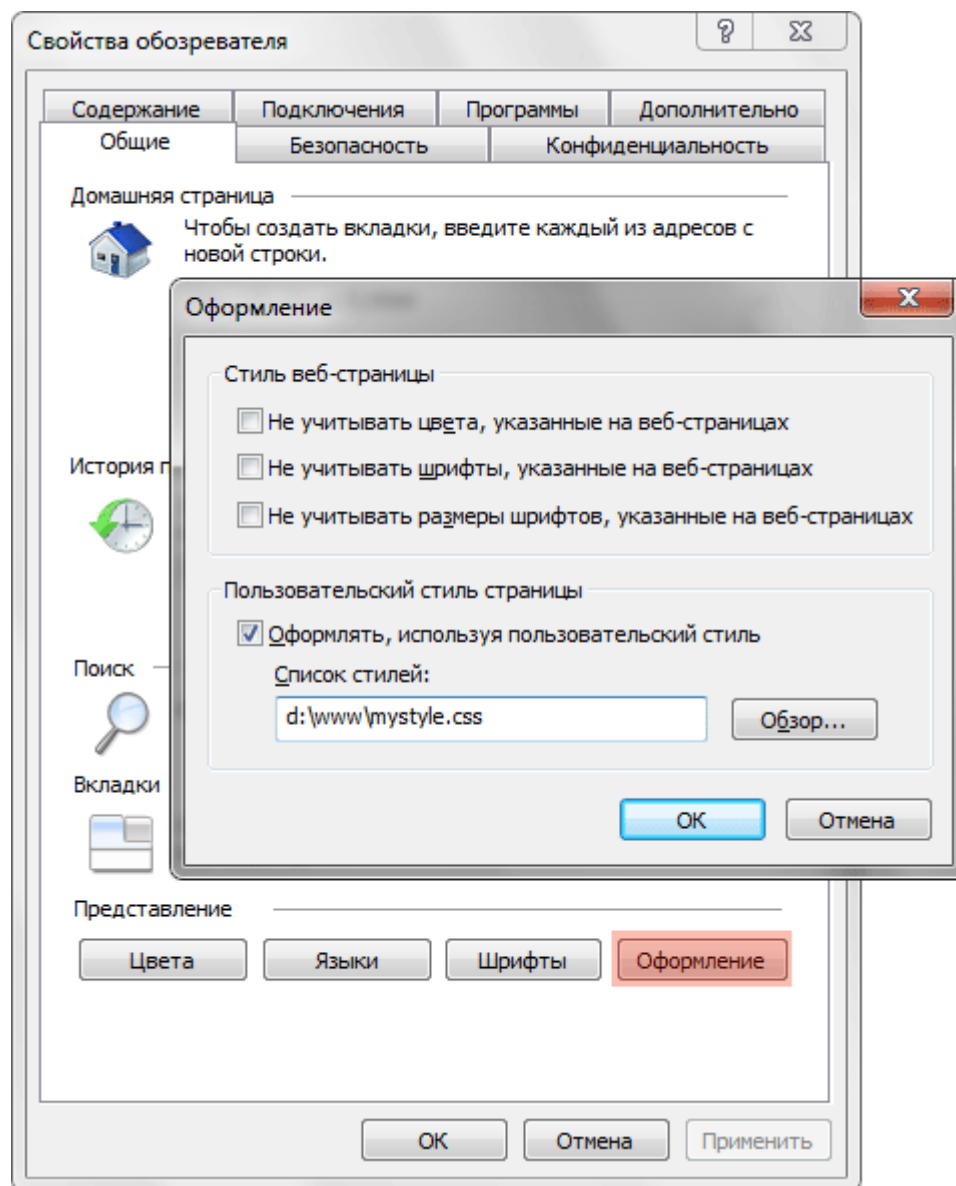 Свойства обозревателя
Содержание Подключения Программы Дополнительно
Общие Безопасность Конфиденциальность
Домашняя страница
Чтобы создать вкладки, введите каждый из адресов с
новой строки.
Оформление
Стиль веб-страницы
Не учитывать цвета, указанные на веб-страницах
История
Не учитывать шрифты, указанные на веб-страницах
Не учитывать размеры шрифтов, указанные на веб-страницах
Пользовательский стиль страницы
Оформлять, используя пользовательский стиль
Поиск
Список стилей:
d:\www\mystyle.css Обзор...
Вкладки
ОК Отмена
Представление
Цвета Языки Шрифты Оформление
ОК Отмена Применить